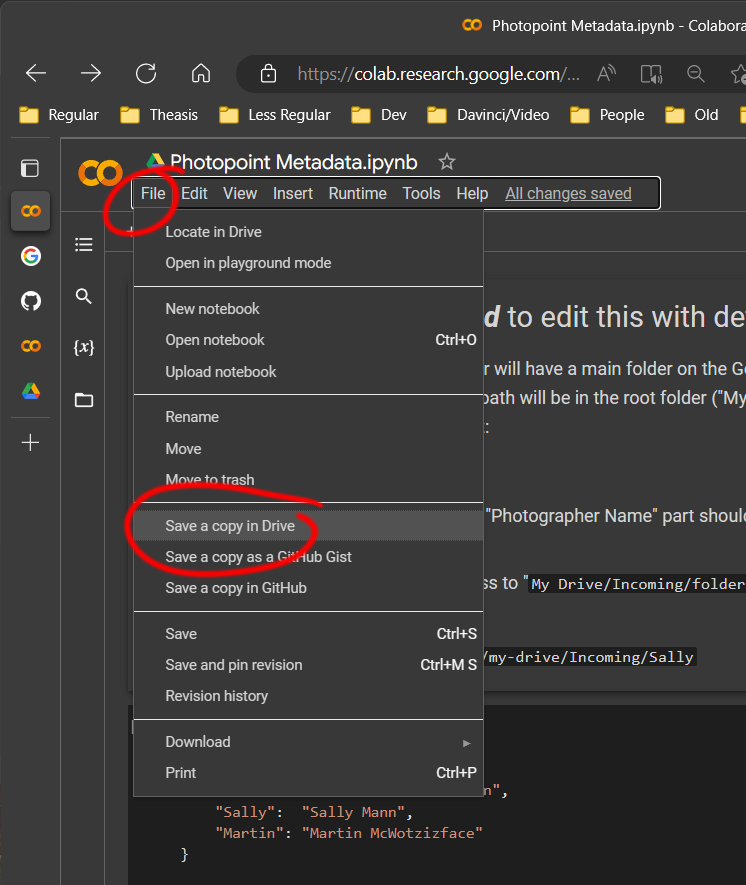 Photopoint Metadata.ipynb - Colabora
https://colab.research.google.com/...
Regular Theasis Less Regular Dev Davinci/Video People Old
Photopoint Metadata.ipynb
File Edit View Insert Runtime Tools Help All changes saved
Locate in Drive
Open in playground mode
New notebook
to edit this with de
Open notebook Ctrl+O
Upload notebook
r will have a main folder on the G
path will be in the root folder ("My
Rename
Move
Move to trash
Save a copy in Drive
"Photographer Name" part shoul
Save a copy as a GitHub Gist
Save a copy in GitHub
ss to "My Drive/Incoming/folder
Save Ctrl+S
/my-drive/Incoming/Sally
Save and pin revision Ctrl+M S
Revision history
Download
Print Ctrl+P
n",
"Sally": "Sally Mann",
"Martin": "Martin McWotzizface"
}